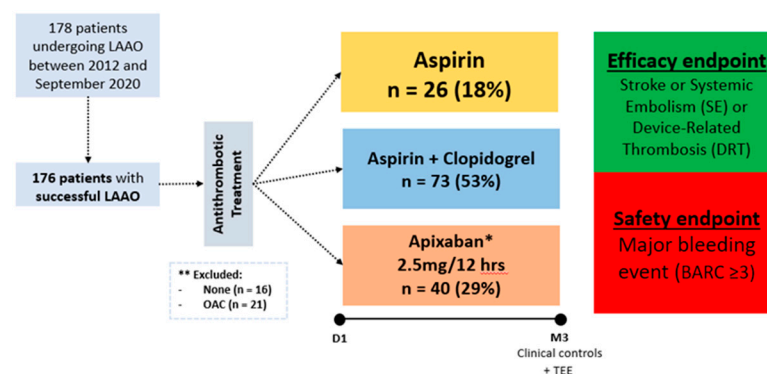 178 patients
undergoing LAAO
between 2012 and
September 2020
176 patients with
successful LAAO
Antithrombotic
Treatment
** Excluded:
- None (n = 16)
- OAC (n = 21)
Aspirin
n = 26 (18%)
Aspirin + Clopidogrel
n = 73 (53%)
Apixaban*
2.5mg/12 hrs
n = 40 (29%)
D1
M3
Clinical controls
+ TEE
Efficacy endpoint
Stroke or Systemic
Embolism (SE) or
Device-Related
Thrombosis (DRT)
Safety endpoint
Major bleeding
event (BARC ≥3)